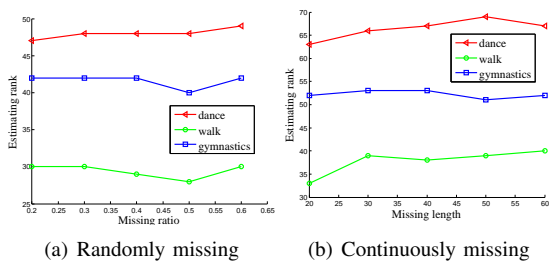 50
45
40
35
30
25
0.2 0.25 0.3 0.35 0.4 0.45 0.5 0.55 0.6 0.65
Estimating rank
Missing ratio
dance
walk
gymnastics
(a) Randomly missing
75
70
65
60
55
50
45
40
35
30
20 30 40 50 60
Estimating rank
Missing length
dance
walk
gymnastics
(b) Continuously missing